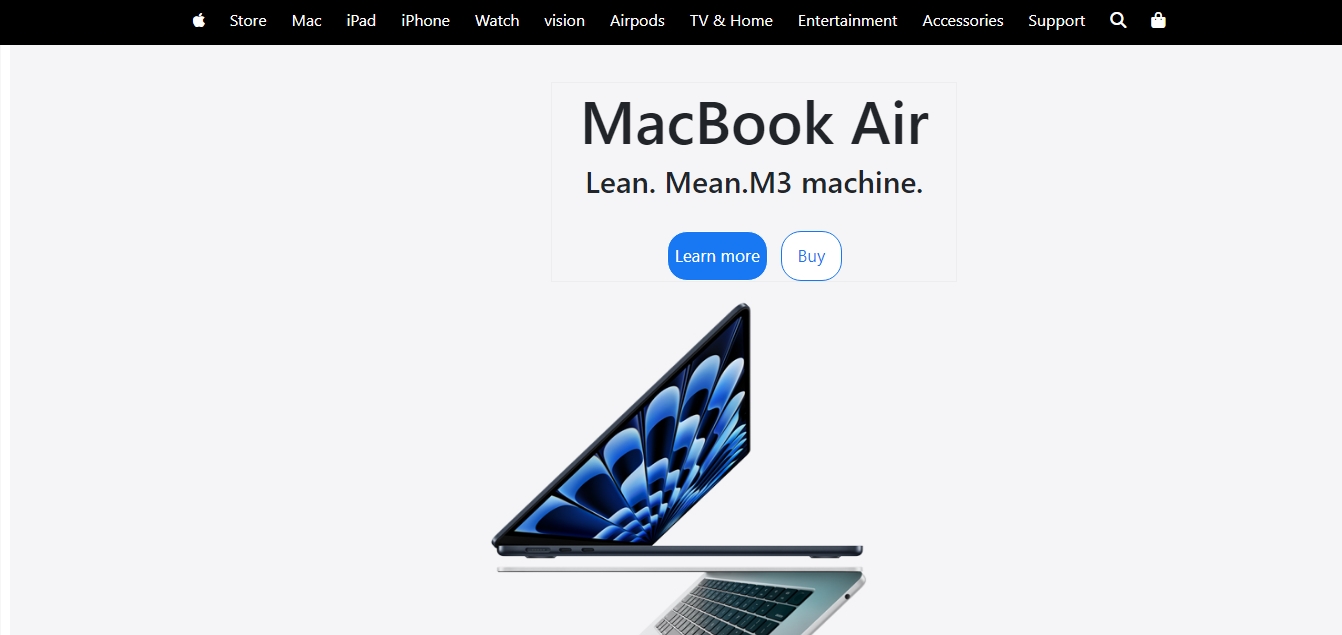 Store Mac iPad iPhone Watch vision Airpods TV & Home Entertainment Accessories Support
MacBook Air
Lean. Mean.M3 machine.
Learn more Buy